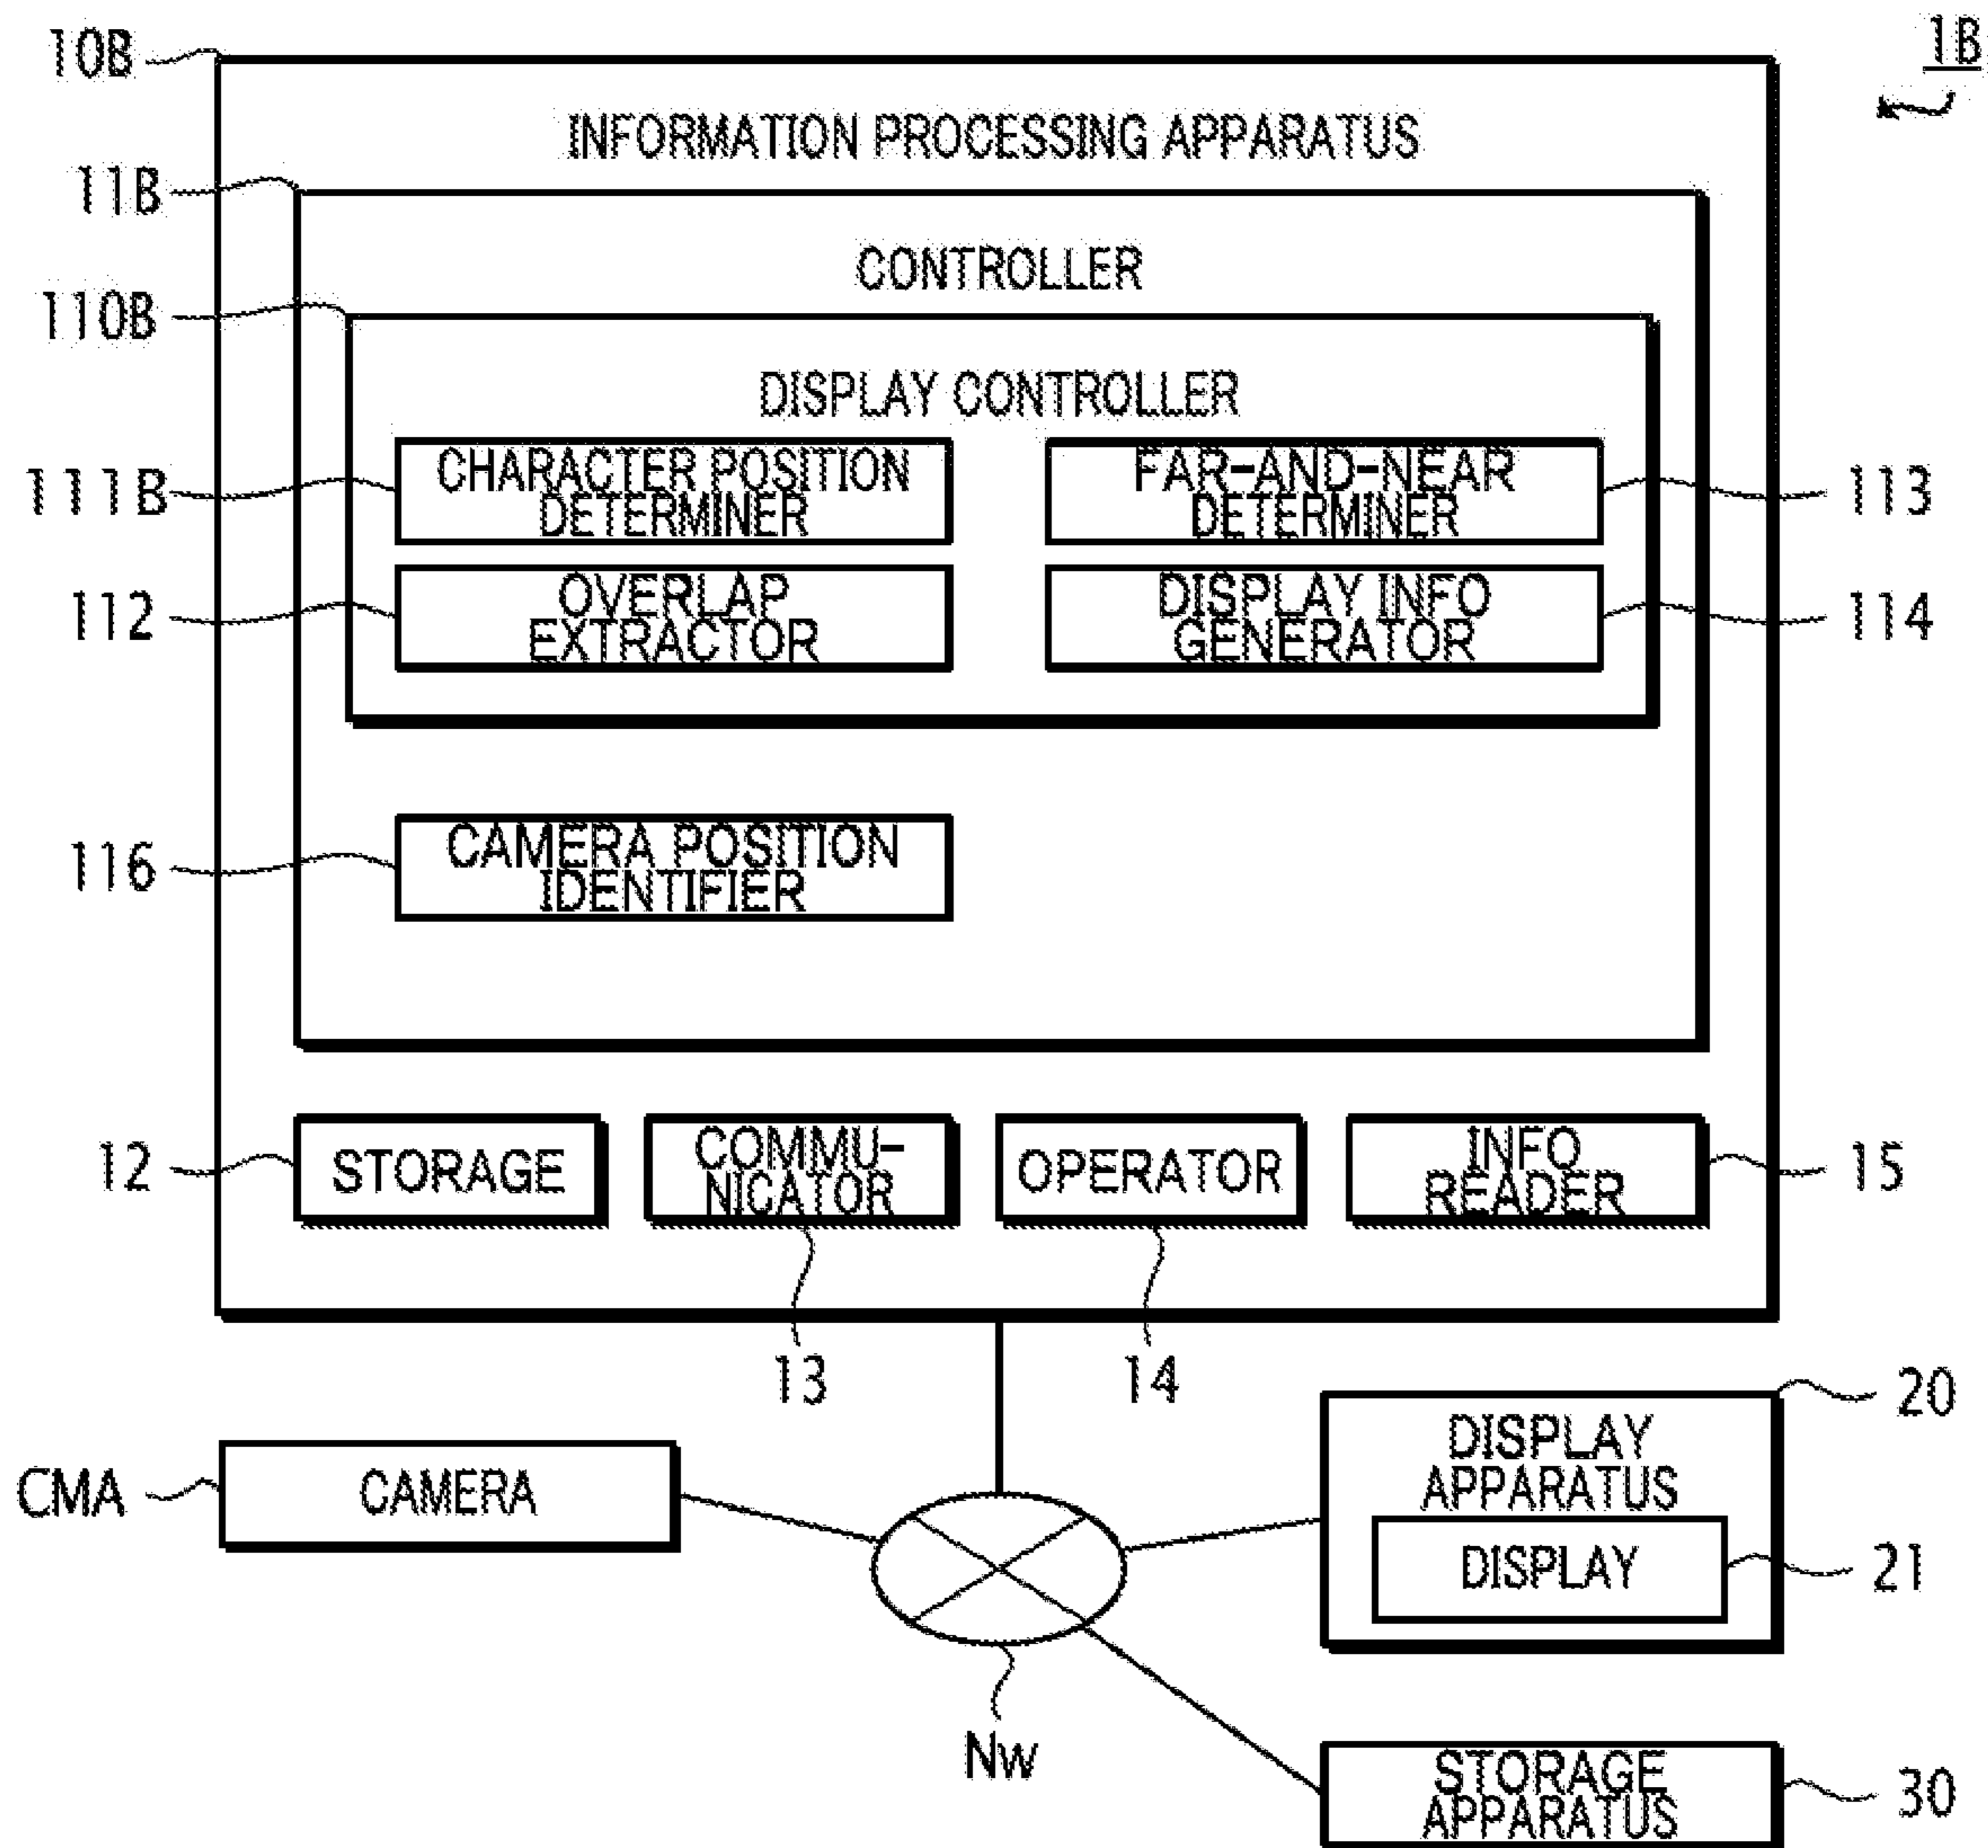 10B
1B
INFORMATION PROCESSING APPARATUS
11B
CONTROLLER
110B
DISPLAY CONTROLLER
111B
CHARACTER POSITION
DETERMINER
FAR-AND-NEAR
DETERMINER
113
112
OVERLAP
EXTRACTOR
DISPLAY INFO
GENERATOR
114
116
CAMERA POSITION
IDENTIFIER
12
STORAGE
COMMU-
NICATOR
OPERATOR
INFO
READER
15
13
14
20
CMA
CAMERA
DISPLAY
APPARATUS
DISPLAY
21
Nw
STORAGE
APPARATUS
30